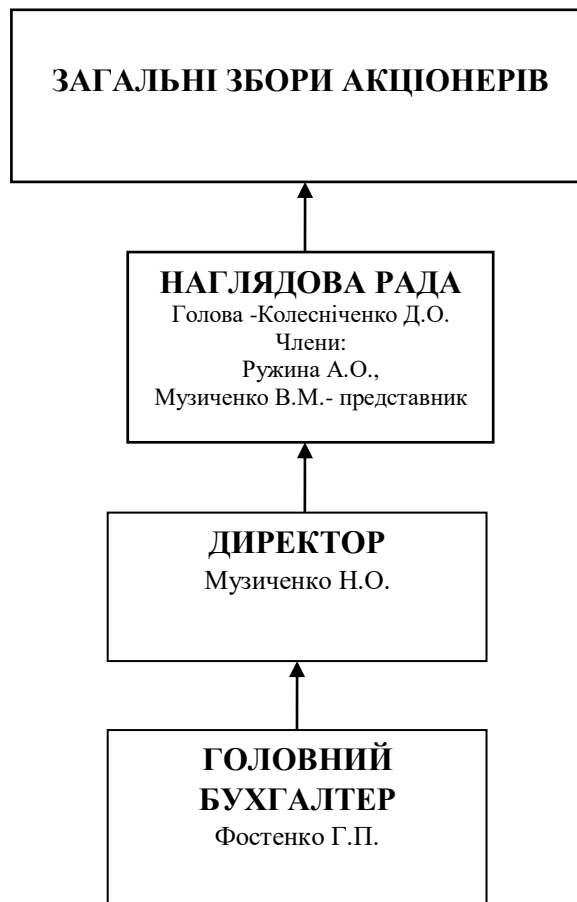 ЗАГАЛЬНІ ЗБОРИ АКЦІОНЕРІВ
НАГЛЯДОВА РАДА
Голова -Колесніченко Д.О.
Члени:
Ружина А.О.,
Музиченко В.М.- представник
ДИРЕКТОР
Музиченко Н.О.
ГОЛОВНИЙ
БУХГАЛТЕР
Фостенко Г.П.